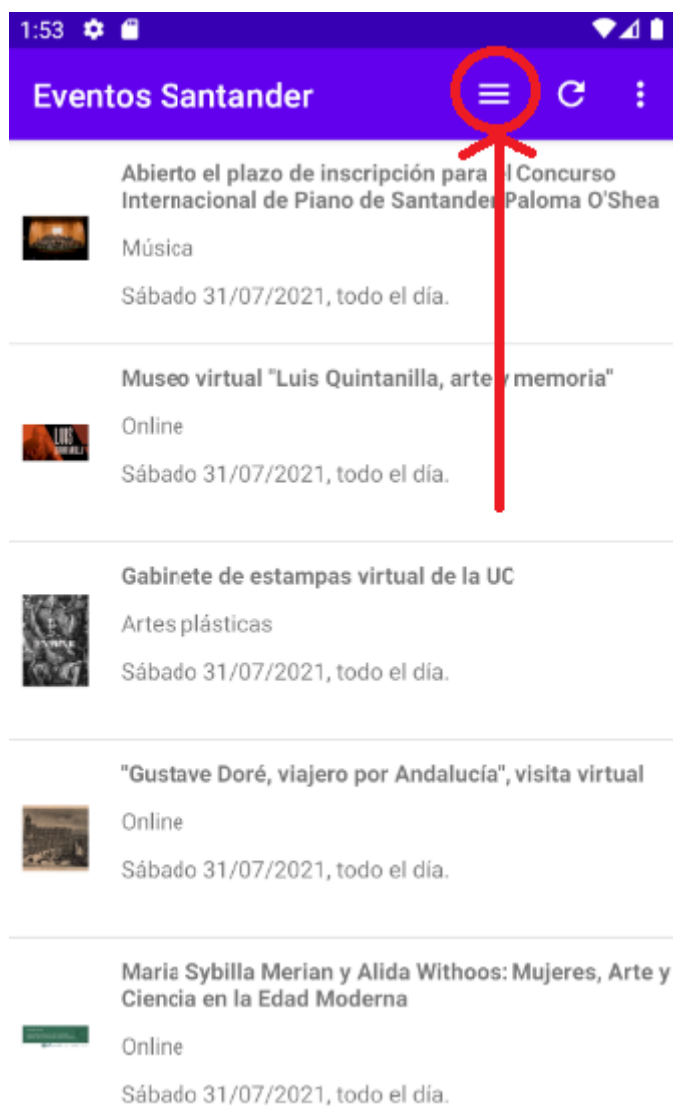 1:53
Eventos Santander
Abierto el plazo de inscripción para el Concurso
Internacional de Piano de Santander Paloma O'Shea
Música
Sábado 31/07/2021, todo el día.
Museo virtual "Luis Quintanilla, arte y memoria"
LUIS
Online
Sábado 31/07/2021, todo el día.
Gabinete de estampas virtual de la UC
Artes plásticas
Sábado 31/07/2021, todo el día.
"Gustave Doré, viajero por Andalucía", visita virtual
Online
Sábado 31/07/2021, todo el día.
Maria Sybilla Merian y Alida Withoos: Mujeres, Arte y
Ciencia en la Edad Moderna
Online
Sábado 31/07/2021, todo el día.